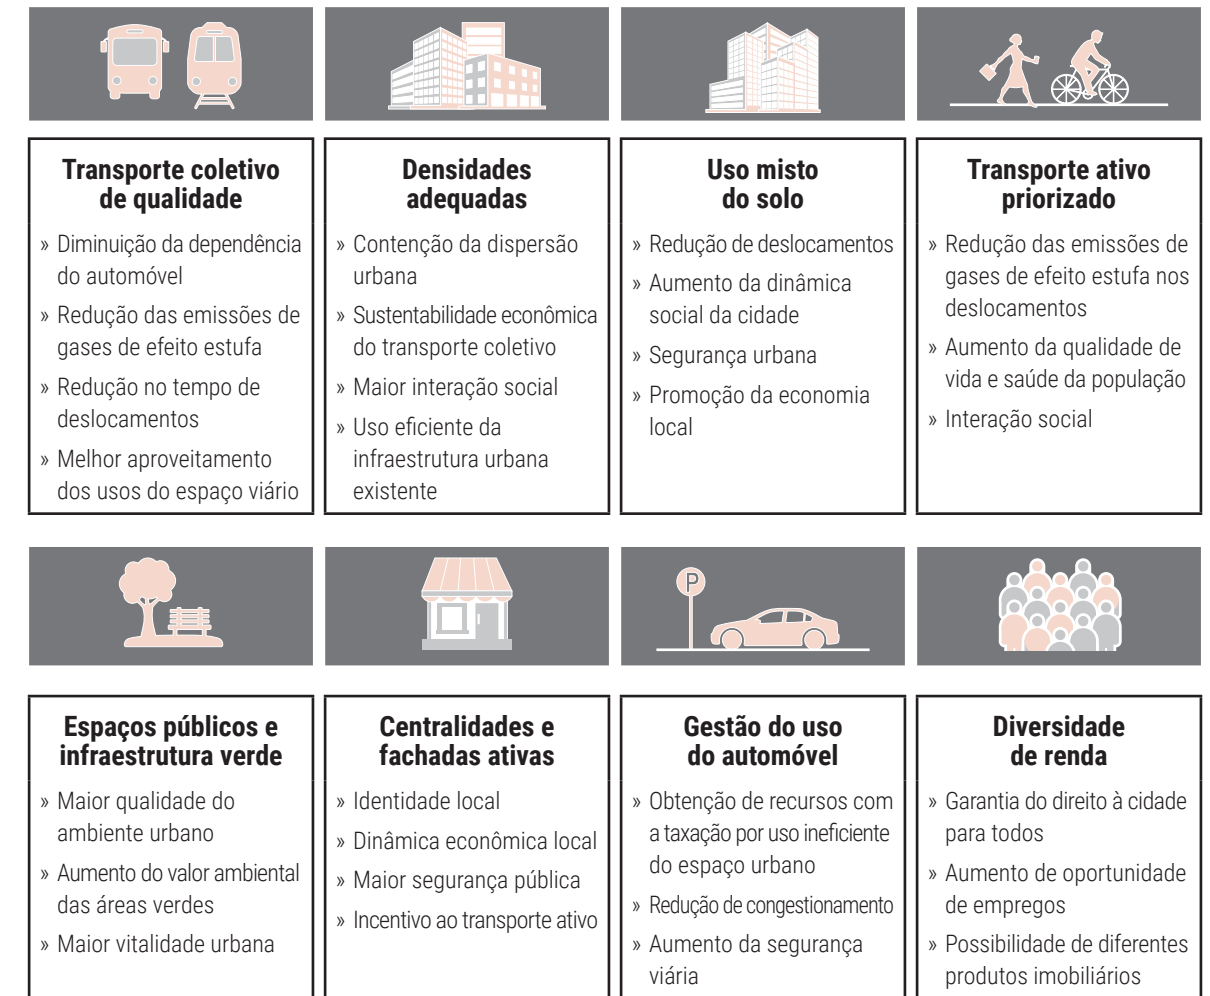 Transporte coletivo
de qualidade
» Diminuição da dependência
do automóvel
» Redução das emissões de
gases de efeito estufa
» Redução no tempo de
deslocamentos
» Melhor aproveitamento
dos usos do espaço viário
Densidades
adequadas
» Contenção da dispersão
urbana
» Sustentabilidade econômica
do transporte coletivo
» Maior interação social
» Uso eficiente da
infraestrutura urbana
existente
Uso misto
do solo
» Redução de deslocamentos
» Aumento da dinâmica
social da cidade
» Segurança urbana
» Promoção da economia
local
Transporte ativo
priorizado
» Redução das emissões de
gases de efeito estufa nos
deslocamentos
» Aumento da qualidade de
vida e saúde da população
» Interação social
Espaços públicos e
infraestrutura verde
» Maior qualidade do
ambiente urbano
» Aumento do valor ambiental
das áreas verdes
» Maior vitalidade urbana
Centralidades e
fachadas ativas
» Identidade local
» Dinâmica econômica local
» Maior segurança pública
» Incentivo ao transporte ativo
P
Gestão do uso
do automóvel
» Obtenção de recursos com
a taxação por uso ineficiente
do espaço urbano
» Redução de congestionamento
» Aumento da segurança
viária
Diversidade
de renda
» Garantia do direito à cidade
para todos
» Aumento de oportunidade
de empregos
» Possibilidade de diferentes
produtos imobiliários